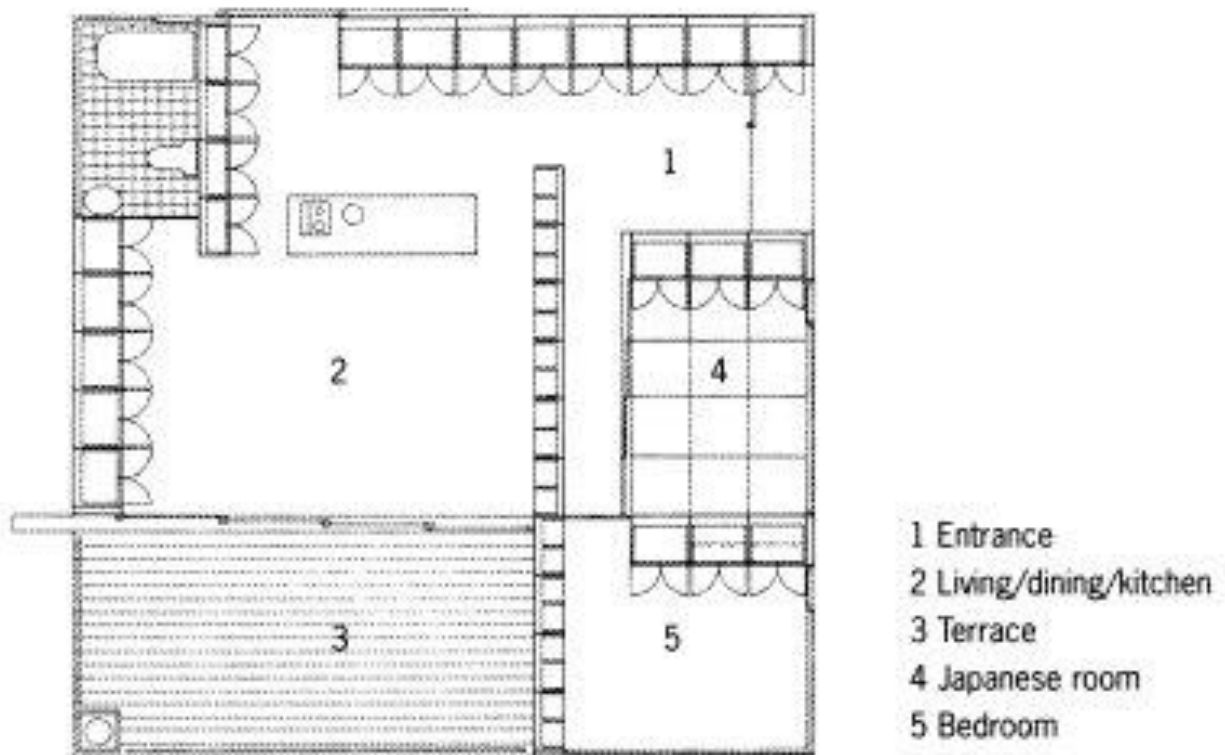 1
2
4
3
5
1 Entrance
2 Living/dining/kitchen
3 Terrace
4 Japanese room
5 Bedroom